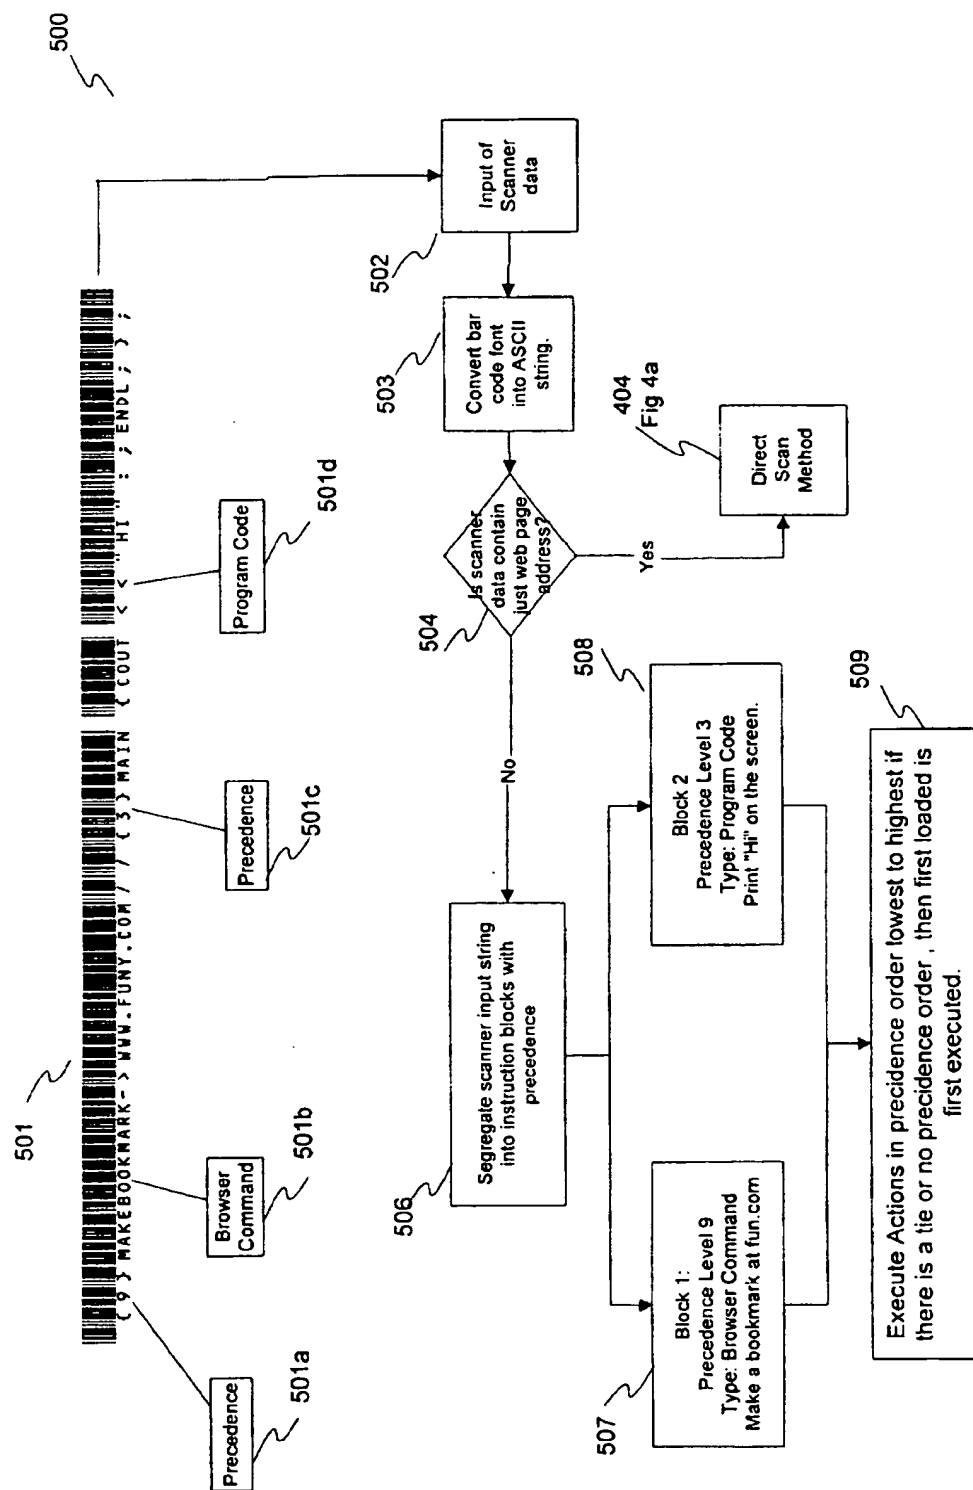 500
501
{9}MAKEBOOKMARK->WWW.FUNY.COM//{3}MAIN {COUT <<"HI":;ENDL;};
Precedence
501a
Browser
Command
501b
Precedence
501c
Program Code
501d
Input of
Scanner
data
502
Convert bar
code font
into ASCII
string.
503
Is scanner
data contain
just web page
address?
504
Yes
404
Fig 4a
Direct
Scan
Method
No
Segregate scanner input string
into instruction blocks with
precedence
506
Block 1:
Precedence Level 9
Type: Browser Command
Make a bookmark at fun.com
507
Block 2
Precedence Level 3
Type: Program Code
Print "Hi" on the screen.
508
509
Execute Actions in precidence order lowest to highest if
there is a tie or no precidence order , then first loaded is
first executed.